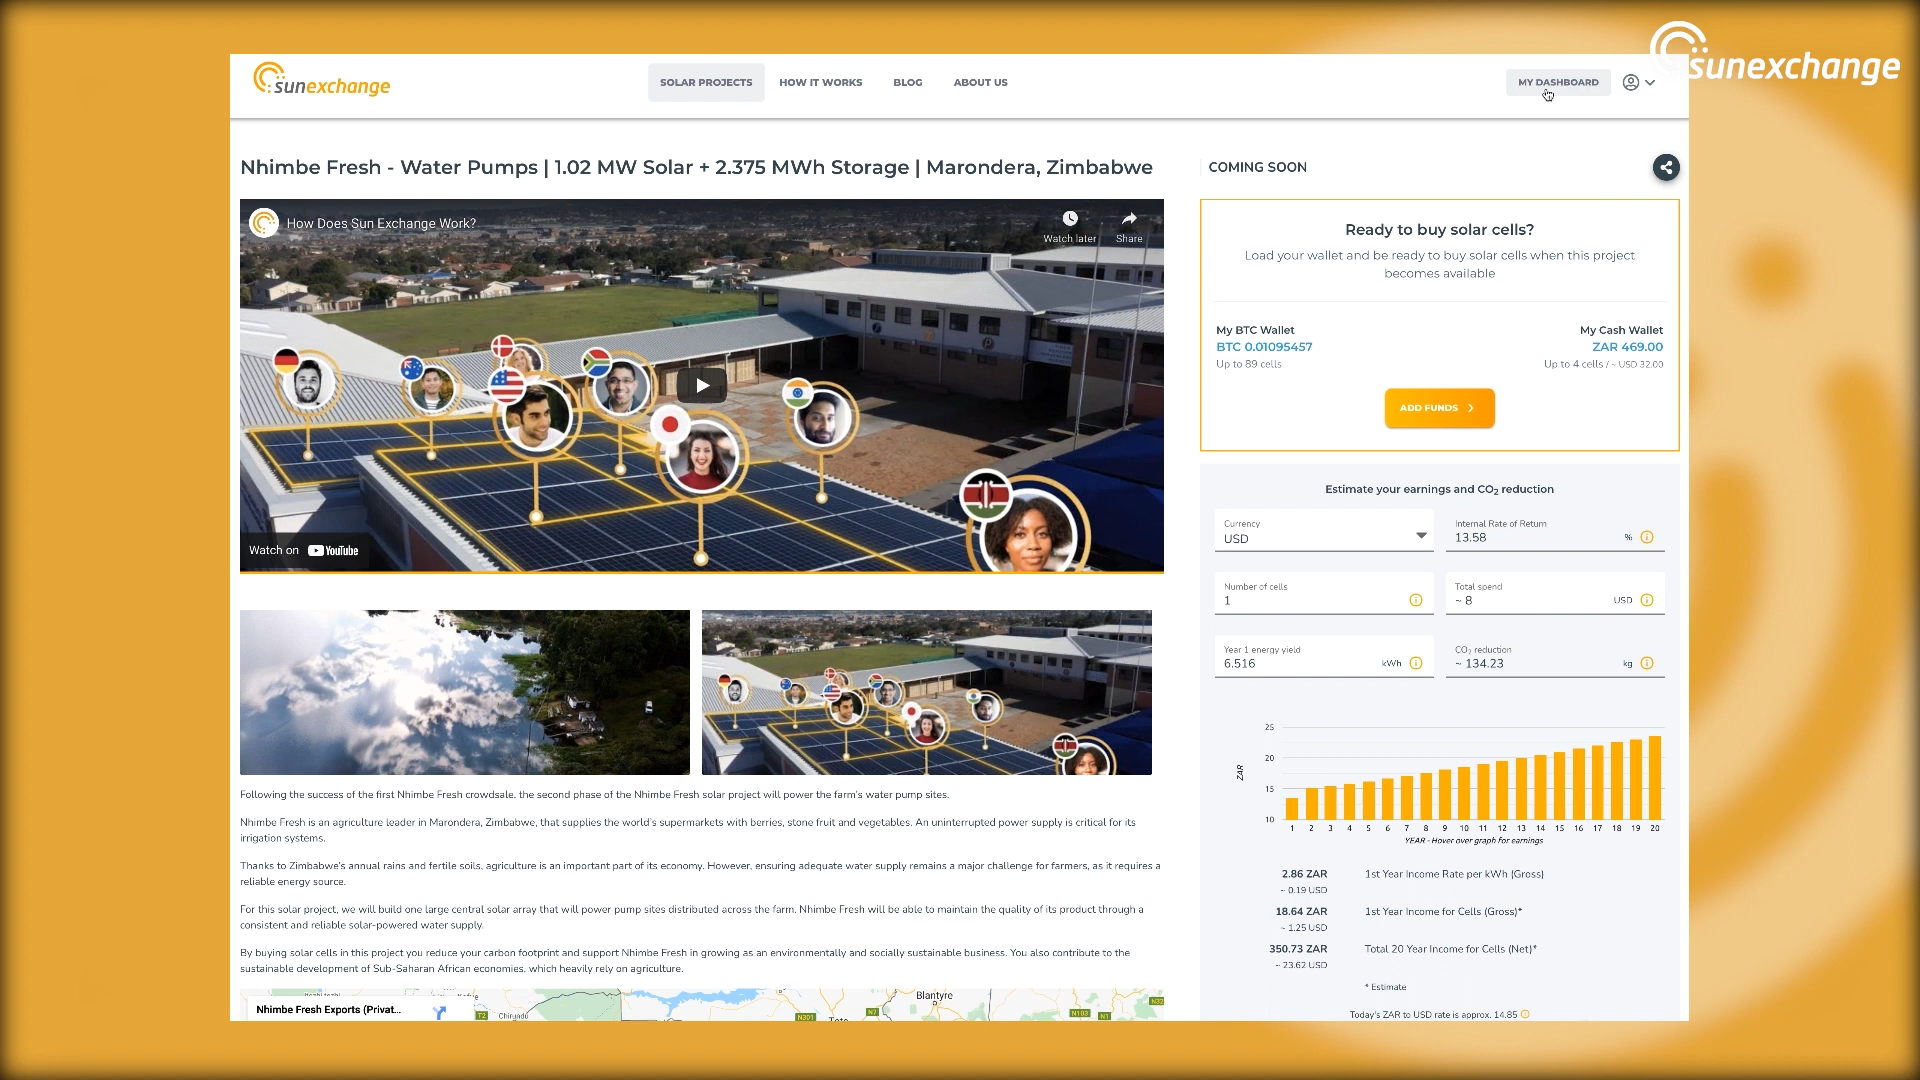 sunexchange
sunexchange
SOLAR PROJECTS
HOW IT WORKS
BLOG
ABOUT US
MY DASHBOARD
Nhimbe Fresh - Water Pumps | 1.02 MW Solar + 2.375 MWh Storage | Marondera, Zimbabwe
COMING SOON
How Does Sun Exchange Work?
Watch later
Share
Watch on YouTube
Ready to buy solar cells?
Load your wallet and be ready to buy solar cells when this project
becomes available
My BTC Wallet
BTC 0.01095457
Up to 89 cells
My Cash Wallet
ZAR 469.00
Up to 4 cells / ~ USD 32.00
ADD FUNDS
Estimate your earnings and CO₂ reduction
Currency
USD
Internal Rate of Return
13.58 %
Number of cells
1
Total spend
~ 8 USD
Year 1 energy yield
6.516 kWh
CO₂ reduction
~ 134.23 kg
25
20
15
10
ZAR
1 2 3 4 5 6 7 8 9 10 11 12 13 14 15 16 17 18 19 20
YEAR - Hover over graph for earnings
2.86 ZAR 1st Year Income Rate per kWh (Gross)
~ 0.19 USD
18.64 ZAR 1st Year Income for Cells (Gross)*
~ 1.25 USD
350.73 ZAR Total 20 Year Income for Cells (Net)*
~ 23.62 USD
* Estimate
Today's ZAR to USD rate is approx. 14.85
Following the success of the first Nhimbe Fresh crowdsale, the second phase of the Nhimbe Fresh solar project will power the farm's water pump sites.
Nhimbe Fresh is an agriculture leader in Marondera, Zimbabwe, that supplies the world's supermarkets with berries, stone fruit and vegetables. An uninterrupted power supply is critical for its
irrigation systems.
Thanks to Zimbabwe's annual rains and fertile soils, agriculture is an important part of its economy. However, ensuring adequate water supply remains a major challenge for farmers, as it requires a
reliable energy source.
For this solar project, we will build one large central solar array that will power pump sites distributed across the farm. Nhimbe Fresh will be able to maintain the quality of its product through a
consistent and reliable solar-powered water supply.
By buying solar cells in this project you reduce your carbon footprint and support Nhimbe Fresh in growing as an environmentally and socially sustainable business. You also contribute to the
sustainable development of Sub-Saharan African economies, which heavily rely on agriculture.
Nhimbe Fresh Exports (Privat...
T2
Chirundu
N301
N7
Blantyre
N103
N1
N32